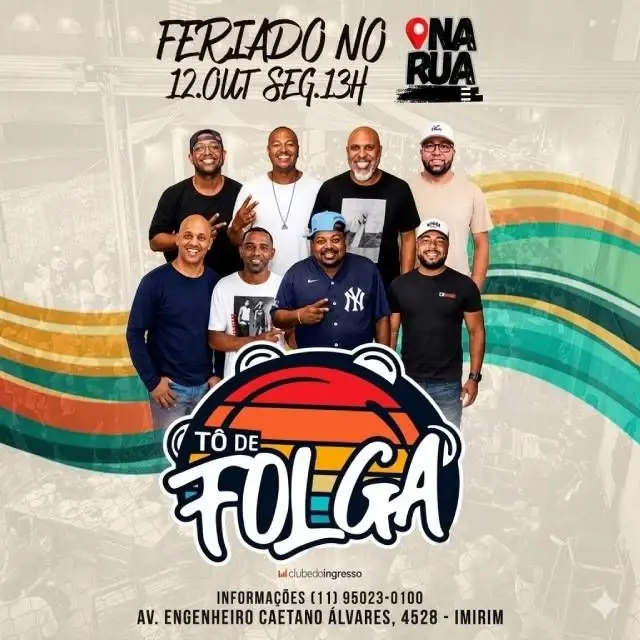 FERIADO NO
NA
RUA
12.OUT SEG.13H
NY
TÔ DE
FOLGA
clubedoingresso
INFORMAÇÕES (11) 95023-0100
AV. ENGENHEIRO CAETANO ÁLVARES, 4528 - IMIRIM